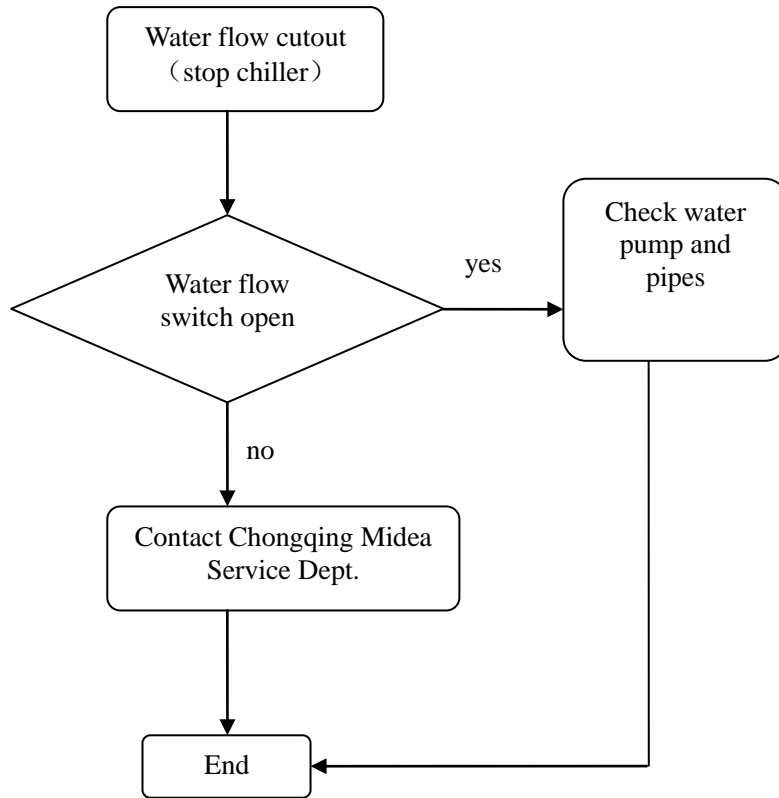 Water flow cutout
（stop chiller）
Water flow
switch open
yes
Check water
pump and
pipes
no
Contact Chongqing Midea
Service Dept.
End